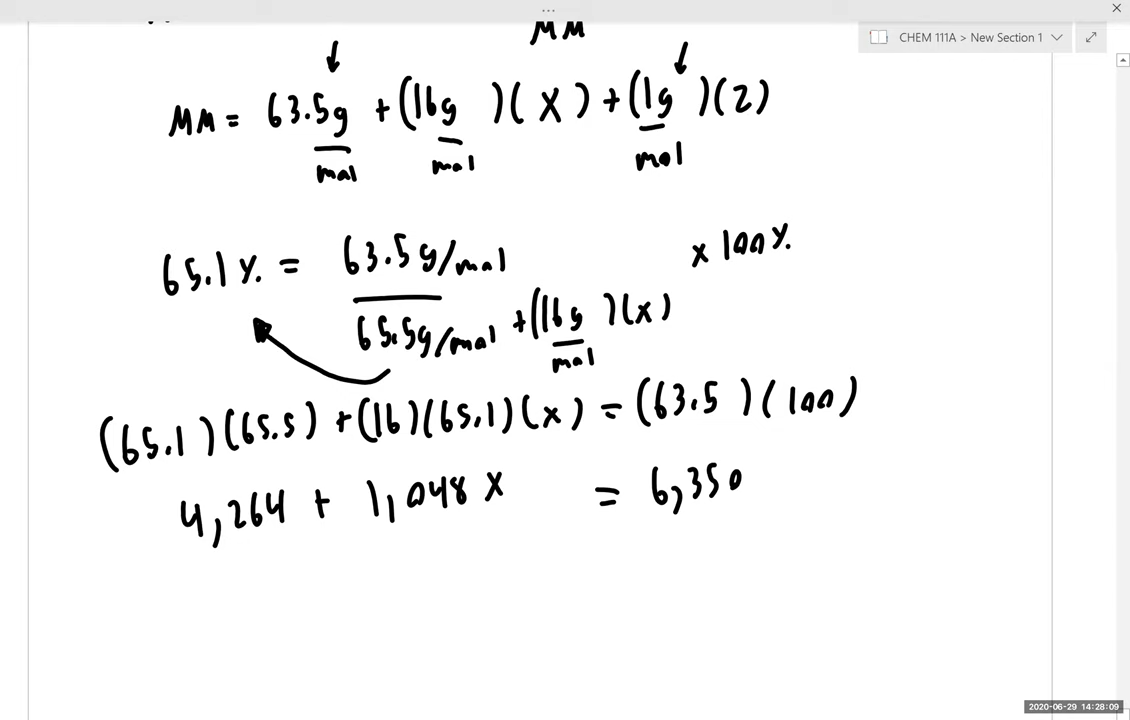 CHEM 111A > New Section 1
MM
MM = 63.5g/mol + (16g/mol)(x) + (1g/mol)(2)
65.1% = 63.5g/mol / 65.5g/mol + (16g/mol)(x) x 100%
(65.1)(65.5) + (16)(65.1)(x) = (63.5)(100)
4,264 + 1,048 x = 6,350
2020-06-29 14:28:09